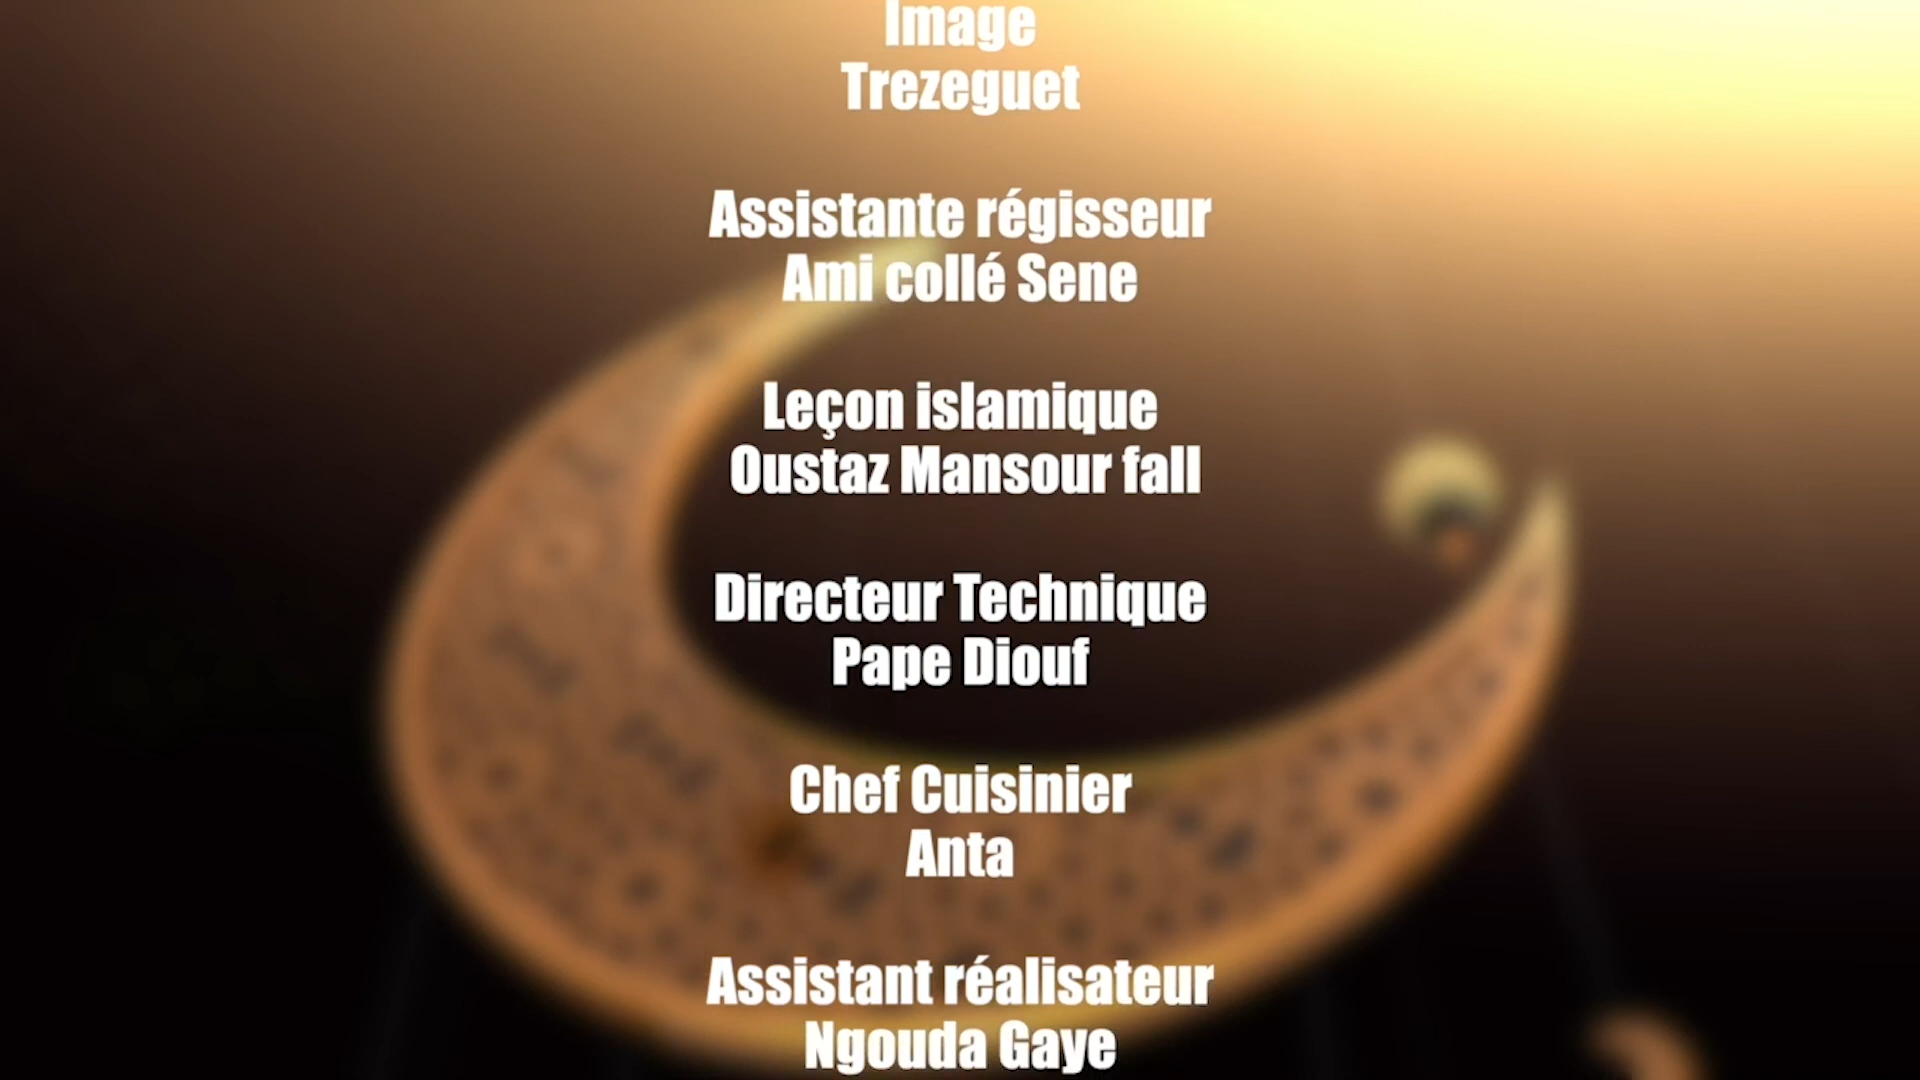 Image
Trezeguet
Assistante régisseur
Ami collé Sene
Leçon islamique
Oustaz Mansour fall
Directeur Technique
Pape Diouf
Chef Cuisinier
Anta
Assistant réalisateur
Ngouda Gaye